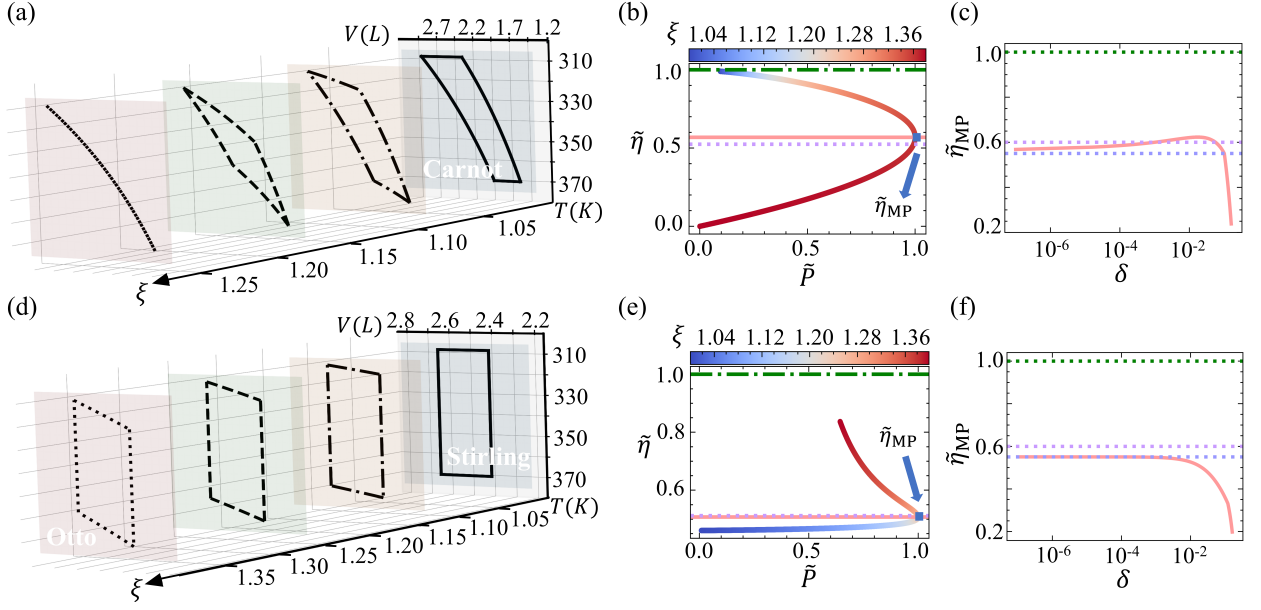 (a)
V(L) 2.7 2.2 1.7 1.2
310
330
350
370
T(K)
Carnot
1.05
1.10
1.15
1.20
1.25
ξ
(b)
ξ 1.04 1.12 1.20 1.28 1.36
1.0
0.5
0.0
η̃
η̃MP
0.0 0.5 1.0
P̃
(c)
1.0
0.6
0.2
η̃MP
10⁻⁶ 10⁻⁴ 10⁻²
δ
(d)
V(L) 2.8 2.6 2.4 2.2
310
330
350
370
T(K)
Stirling
Otto
1.05
1.10
1.15
1.20
1.25
1.30
1.35
ξ
(e)
ξ 1.04 1.12 1.20 1.28 1.36
1.0
0.8
0.6
η̃
η̃MP
0.0 0.5 1.0
P̃
(f)
1.0
0.6
0.2
η̃MP
10⁻⁶ 10⁻⁴ 10⁻²
δ